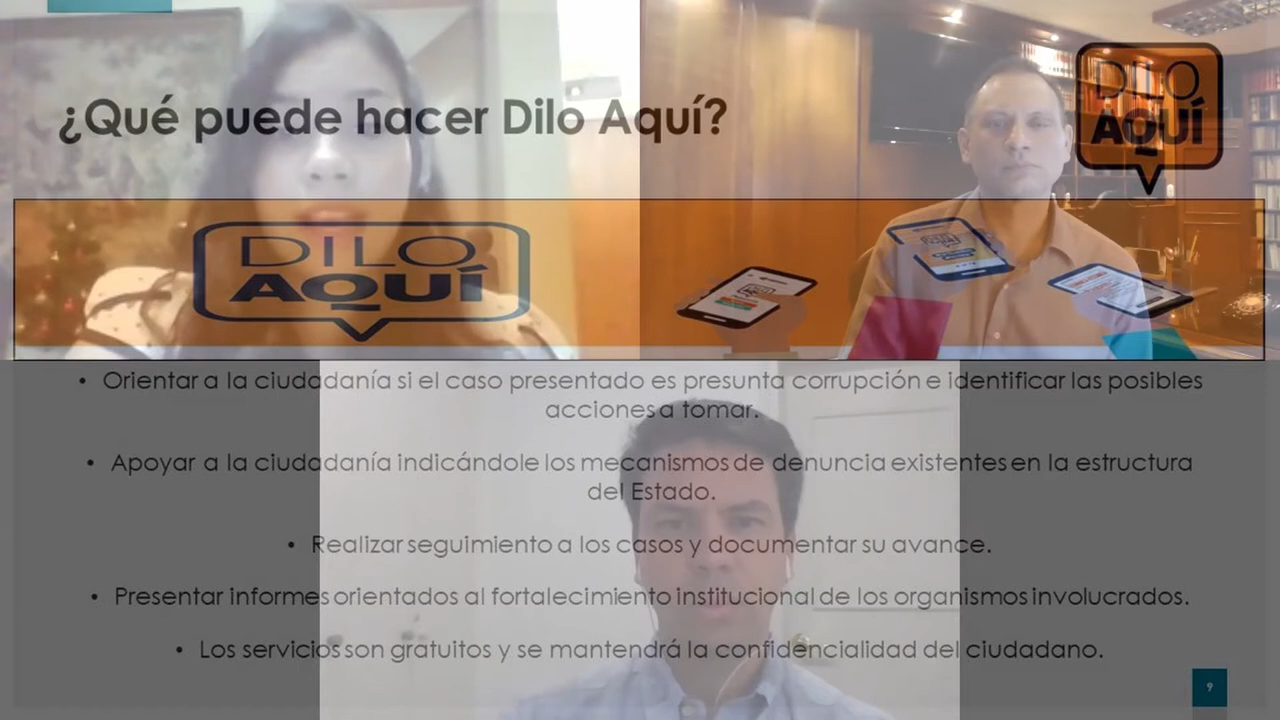 ¿Qué puede hacer Dilo Aquí?
DILO
AQUÍ
DILO
AQUÍ
• Orientar a la ciudadanía si el caso presentado es presunta corrupción e identificar las posibles
acciones a tomar.
• Apoyar a la ciudadanía indicándole los mecanismos de denuncia existentes en la estructura
del Estado.
• Realizar seguimiento a los casos y documentar su avance.
• Presentar informes orientados al fortalecimiento institucional de los organismos involucrados.
• Los servicios son gratuitos y se mantendrá la confidencialidad del ciudadano.
9